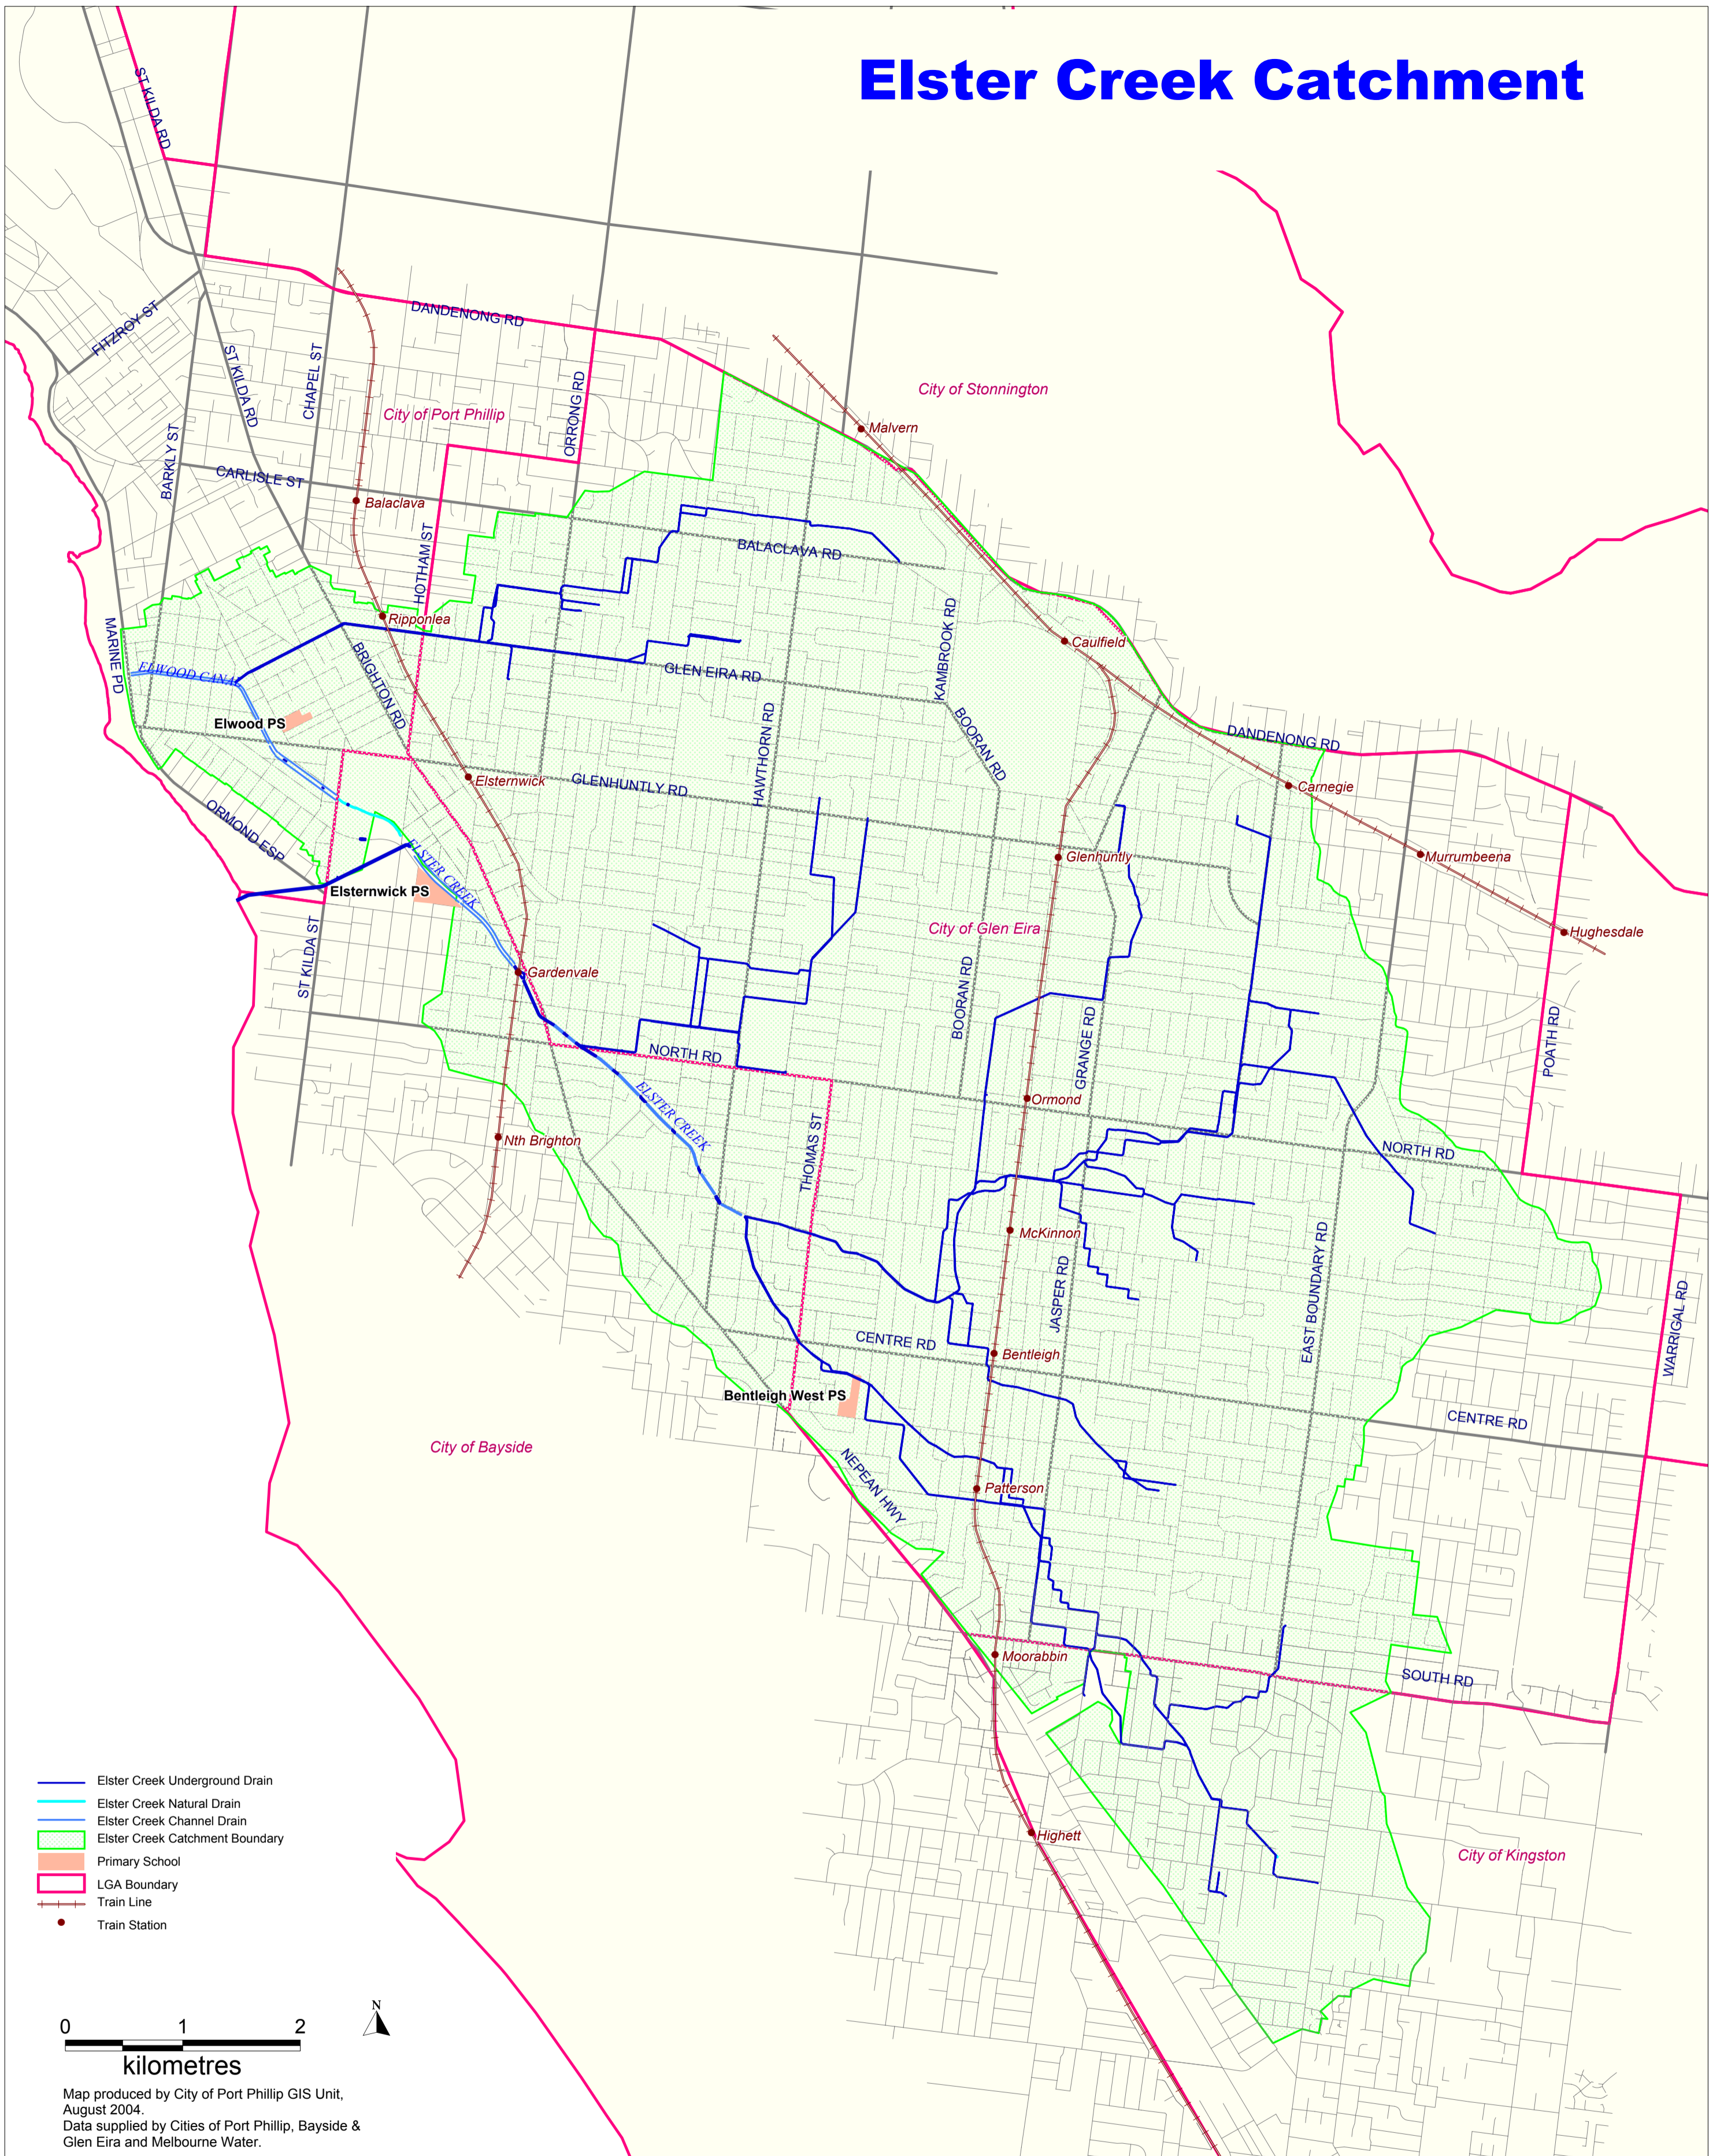 Elster Creek Catchment
ST KILDA RD
DANDENONG RD
FITZROY ST
ST KILDA RD
CHAPEL ST
ORRONG RD
City of Stonnington
City of Port Phillip
Malvern
BARKLY ST
CARLISLE ST
Balaclava
HOTHAM ST
BALACLAVA RD
Ripponlea
MARINE PD
KAMBROOK RD
Caulfield
ELWOOD CANAL
BRIGHTON RD
GLEN EIRA RD
Elwood PS
HAWTHORN RD
BOORAN RD
DANDENONG RD
Elsternwick
GLENHUNTLY RD
Carnegie
ORMOND ESP
ELSTER CREEK
Glenhuntly
Murrumbeena
Elsternwick PS
City of Glen Eira
Hughesdale
ST KILDA ST
Gardenvale
BOORAN RD
GRANGE RD
POATH RD
NORTH RD
ELSTER CREEK
Ormond
Nth Brighton
THOMAS ST
NORTH RD
McKinnon
JASPER RD
EAST BOUNDARY RD
WARRIGAL RD
CENTRE RD
Bentleigh
Bentleigh West PS
CENTRE RD
City of Bayside
NEPEAN HWY
Patterson
Moorabbin
SOUTH RD
Highett
City of Kingston
Elster Creek Underground Drain
Elster Creek Natural Drain
Elster Creek Channel Drain
Elster Creek Catchment Boundary
Primary School
LGA Boundary
Train Line
Train Station
N
0 1 2
kilometres
Map produced by City of Port Phillip GIS Unit,
August 2004.
Data supplied by Cities of Port Phillip, Bayside &
Glen Eira and Melbourne Water.